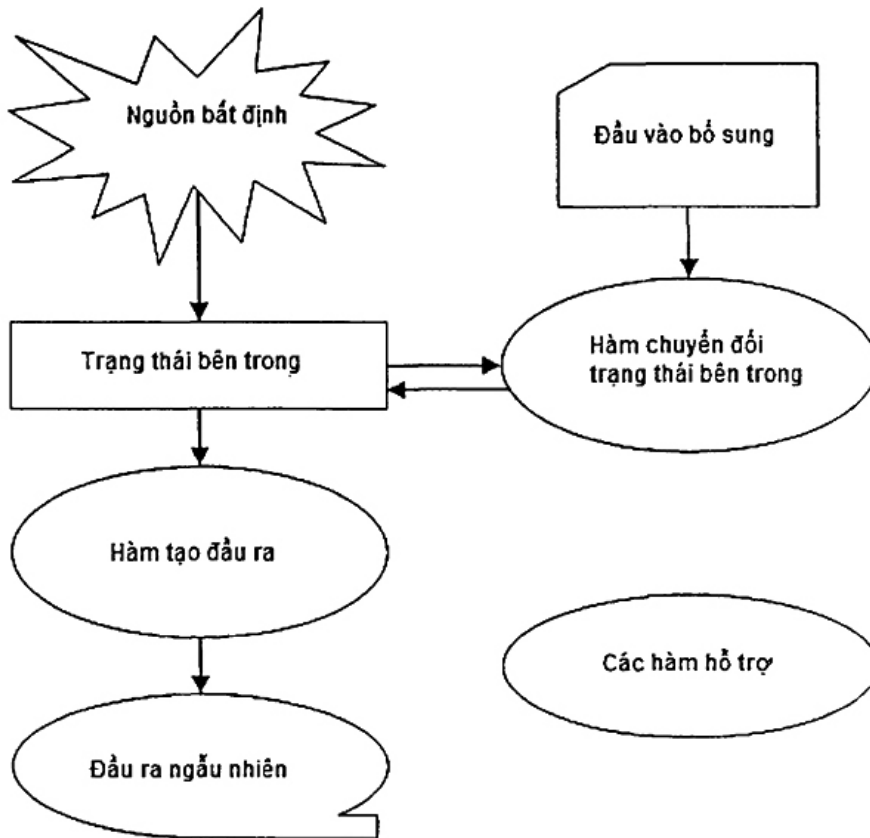 Nguồn bất định
Đầu vào bổ sung
Trạng thái bên trong
Hàm chuyển đổi
trạng thái bên trong
Hàm tạo đầu ra
Các hàm hỗ trợ
Đầu ra ngẫu nhiên